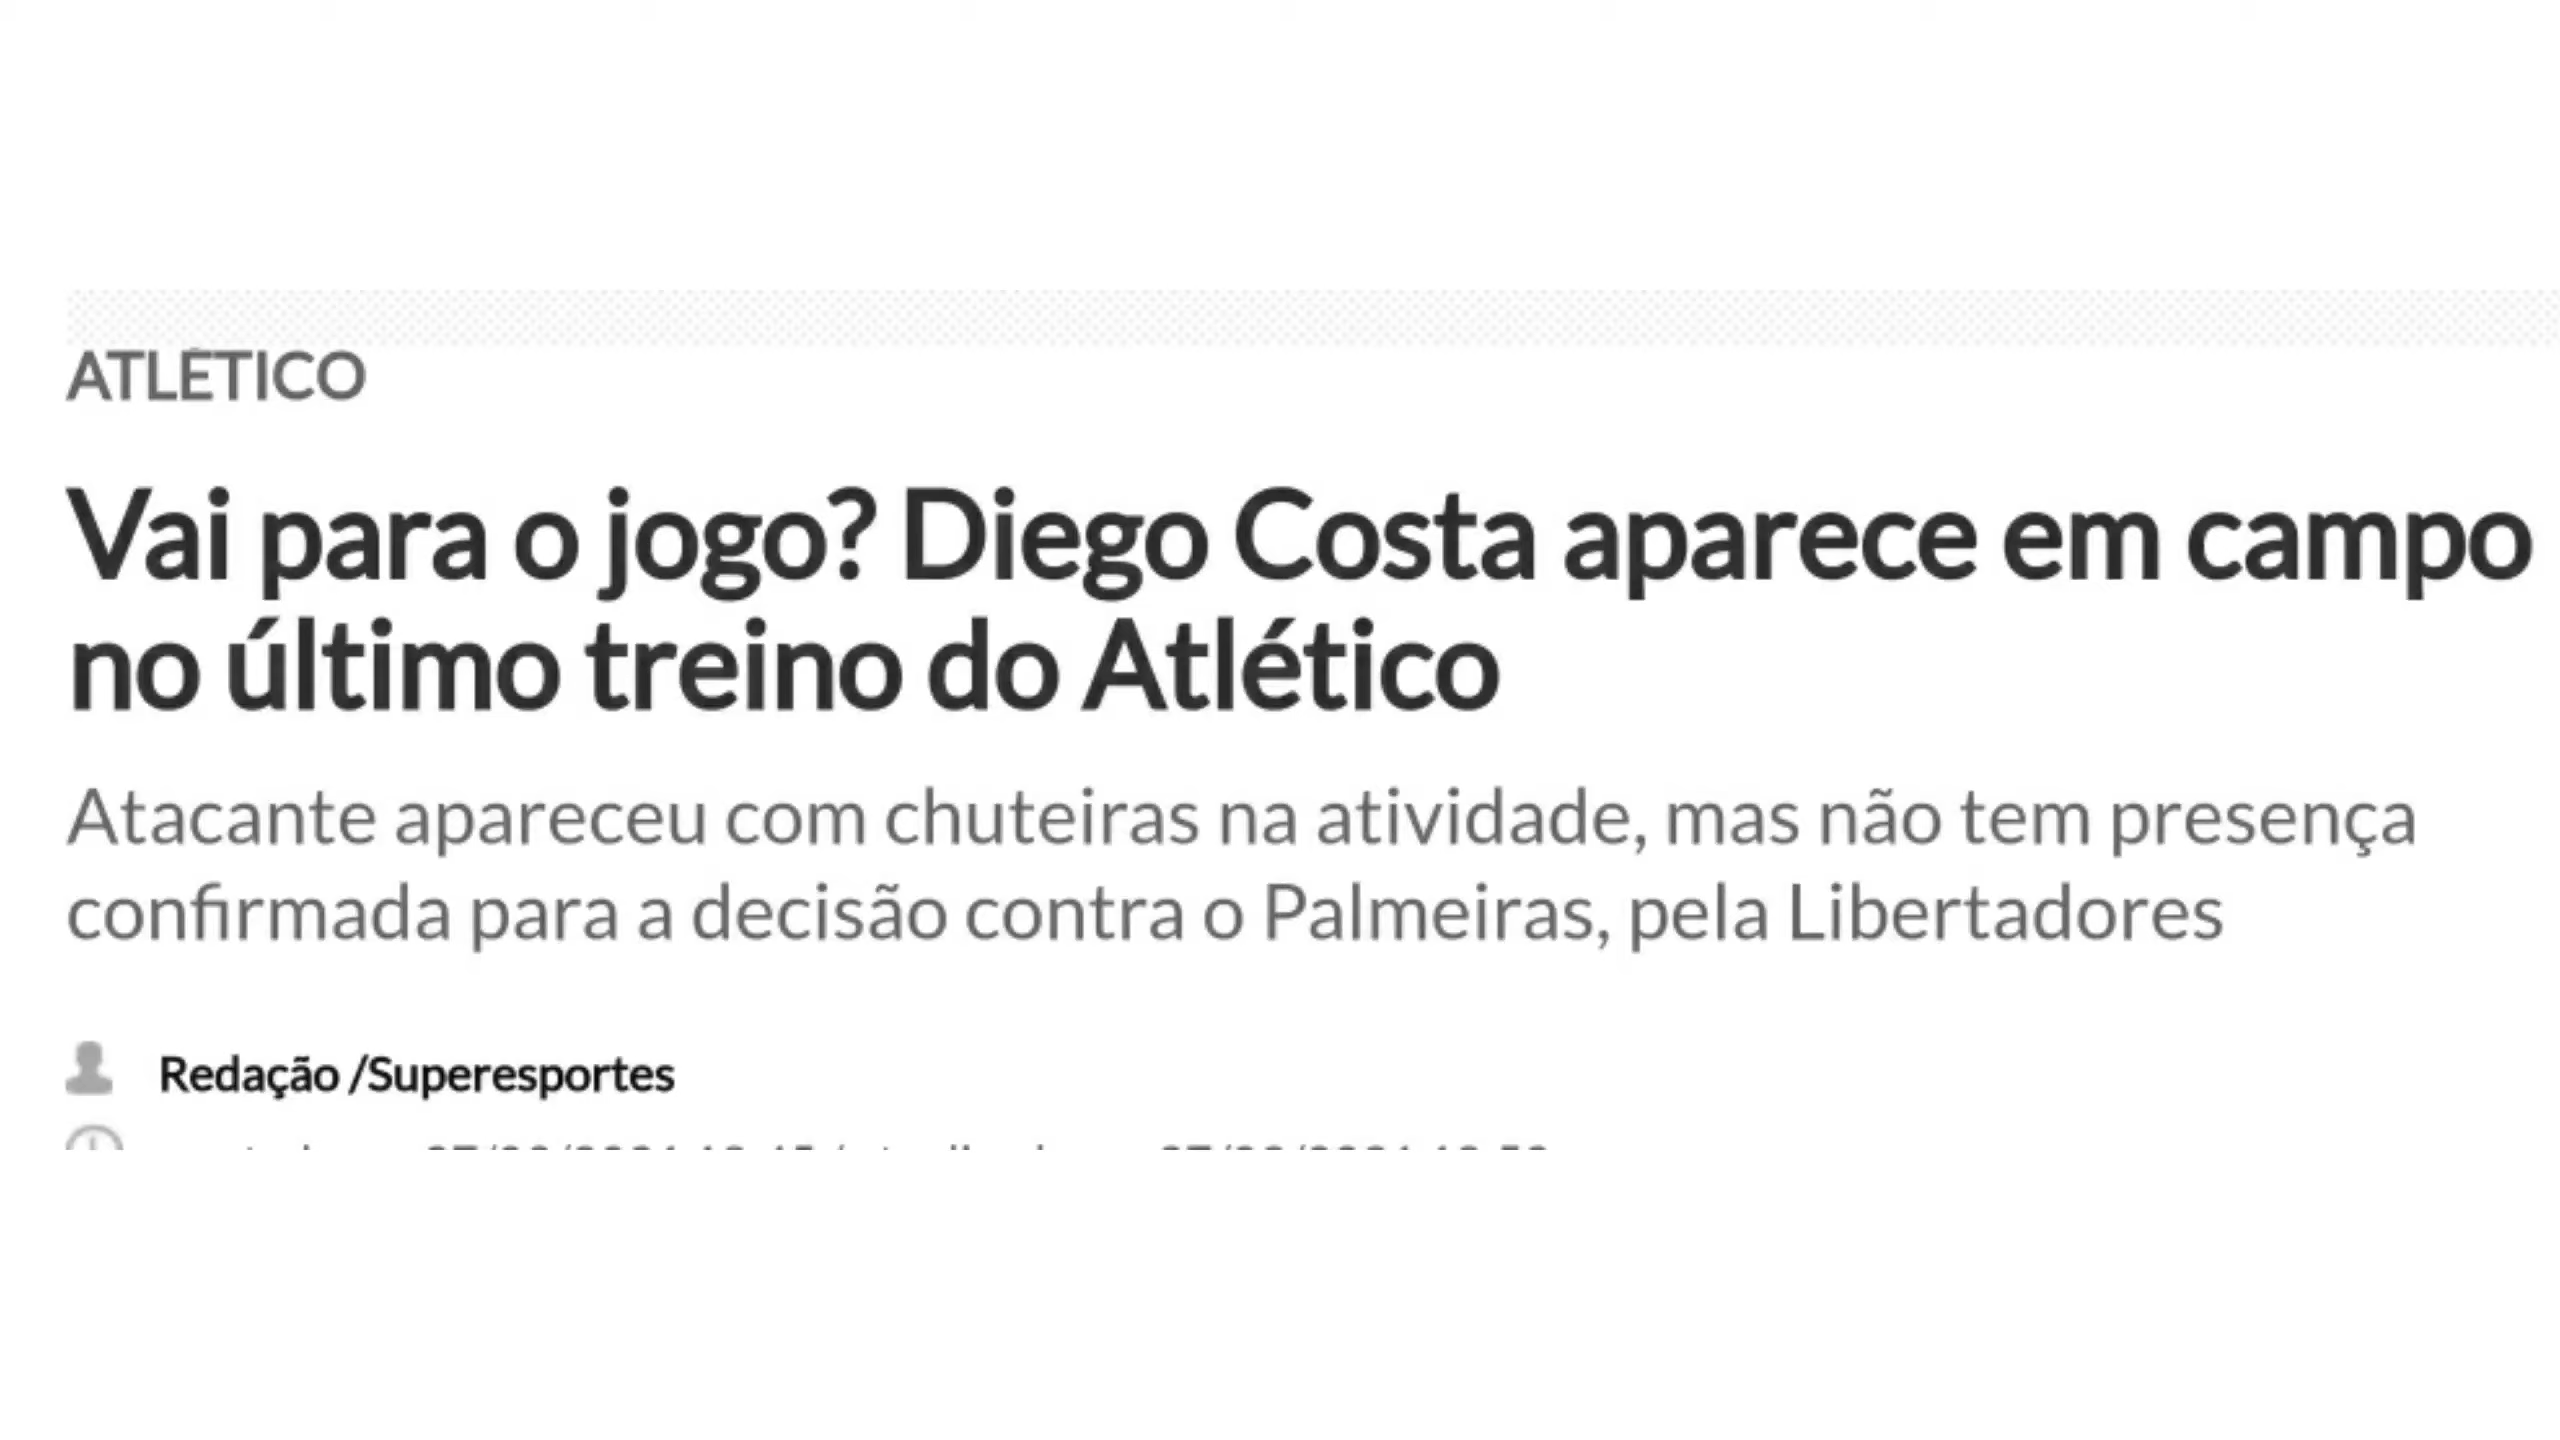 ATLÉTICO
Vai para o jogo? Diego Costa aparece em campo
no último treino do Atlético
Atacante apareceu com chuteiras na atividade, mas não tem presença
confirmada para a decisão contra o Palmeiras, pela Libertadores
Redação /Superesportes